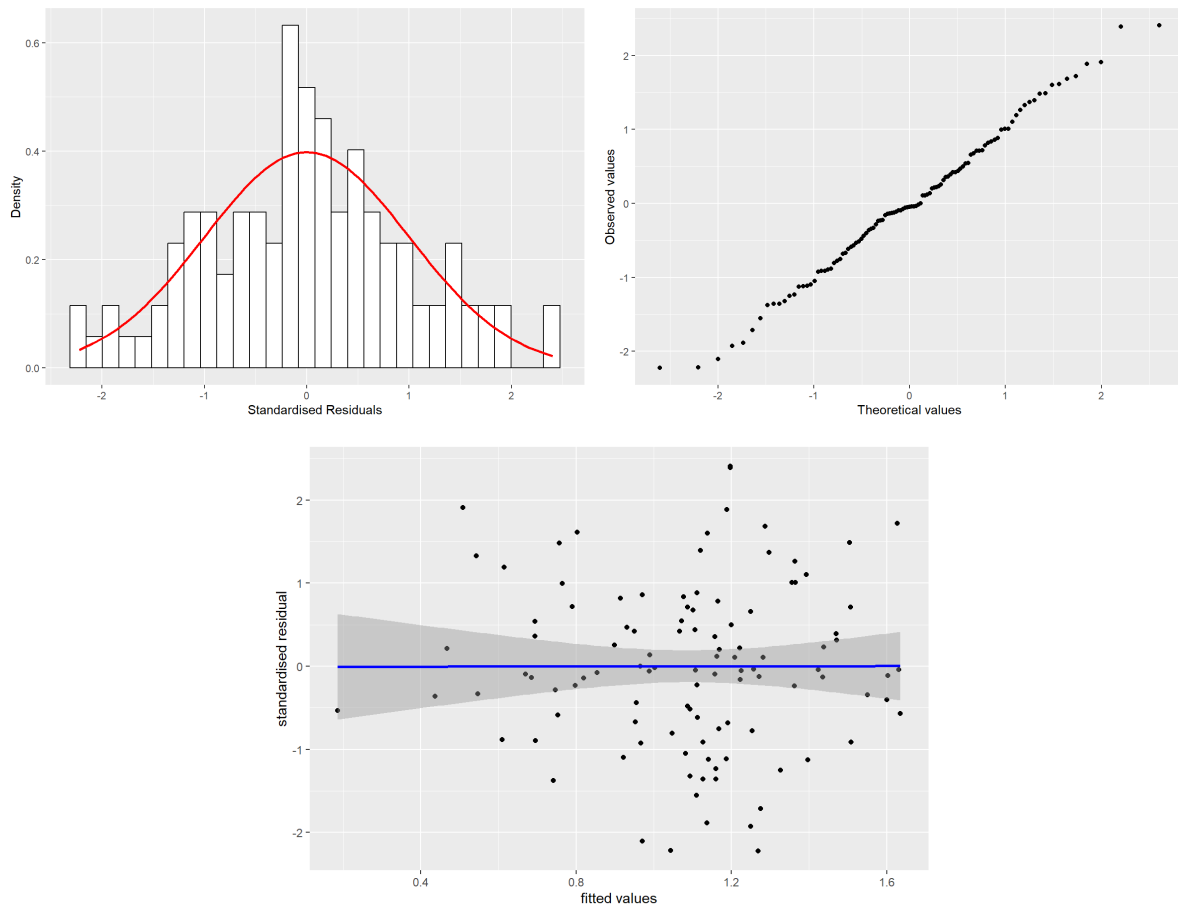 0.6
0.4
0.2
0.0
Density
-2 -1 0 1 2
Standardised Residuals
2
1
0
-1
-2
Observed values
-2 -1 0 1 2
Theoretical values
2
1
0
-1
-2
standardised residual
0.4 0.8 1.2 1.6
fitted values